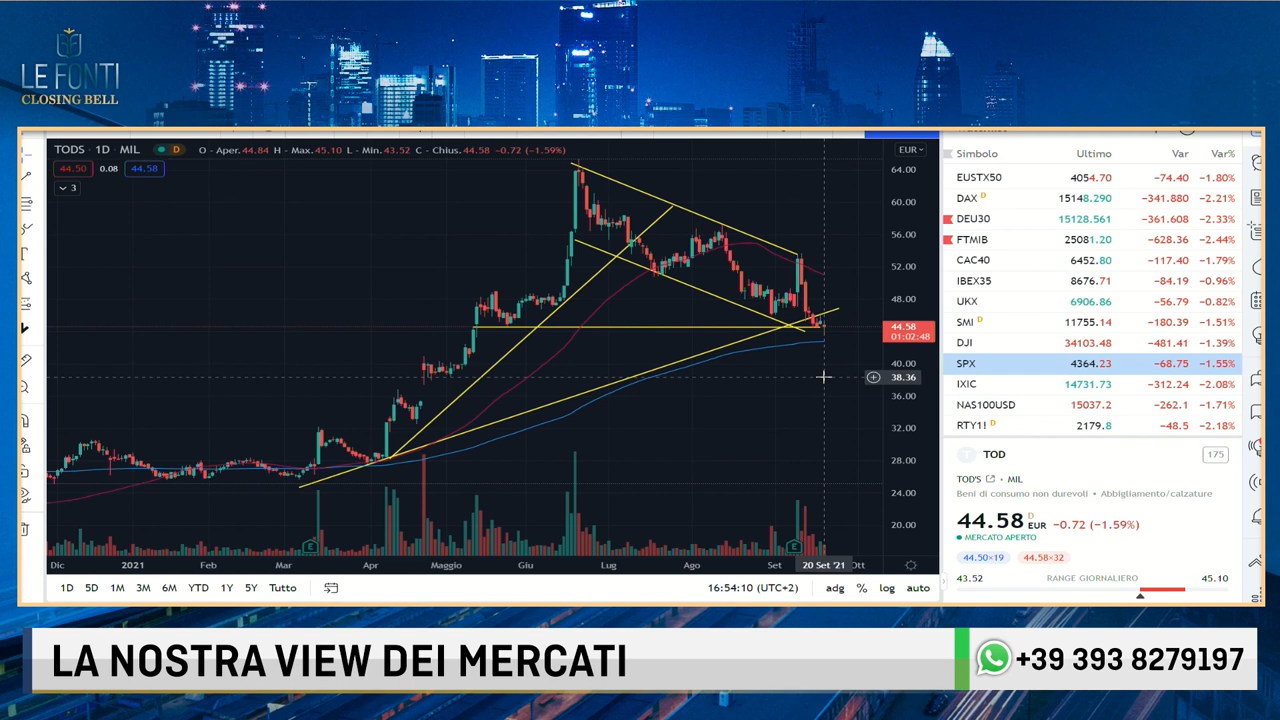 LE FONTI
CLOSING BELL
TODS · 1D · MIL D O - Aper. 44.84 H - Max. 45.10 L - Min. 43.52 C - Chius. 44.58 -0.72 (-1.59%)
EUR
44.50 0.08 44.58
3
64.00
60.00
56.00
52.00
48.00
44.58
01:02:48
40.00
38.36
36.00
32.00
28.00
24.00
20.00
E E
Dic 2021 Feb Mar Apr Maggio Giu Lug Ago Set 20 Set '21 Ott
1D 5D 1M 3M 6M YTD 1Y 5Y Tutto 16:54:10 (UTC+2) adg % log auto
Simbolo Ultimo Var Var%
EUSTX50 4054.70 −74.40 −1.80%
DAX D 15148.290 −341.880 −2.21%
DEU30 15128.561 −361.608 −2.33%
FTMIB 25081.20 −628.36 −2.44%
CAC40 6452.80 −117.40 −1.79%
IBEX35 8676.71 −84.19 −0.96%
UKX 6906.86 −56.79 −0.82%
SMI D 11755.14 −180.39 −1.51%
DJI 34103.48 −481.41 −1.39%
SPX 4364.23 −68.75 −1.55%
IXIC 14731.73 −312.24 −2.08%
NAS100USD 15037.2 −262.1 −1.71%
RTY1! D 2179.8 −48.5 −2.18%
T TOD 175
TOD'S · MIL
Beni di consumo non durevoli · Abbigliamento/calzature
44.58 D EUR −0.72 (−1.59%)
MERCATO APERTO
44.50×19 44.58×32
43.52 RANGE GIORNALIERO 45.10
LA NOSTRA VIEW DEI MERCATI
+39 393 8279197